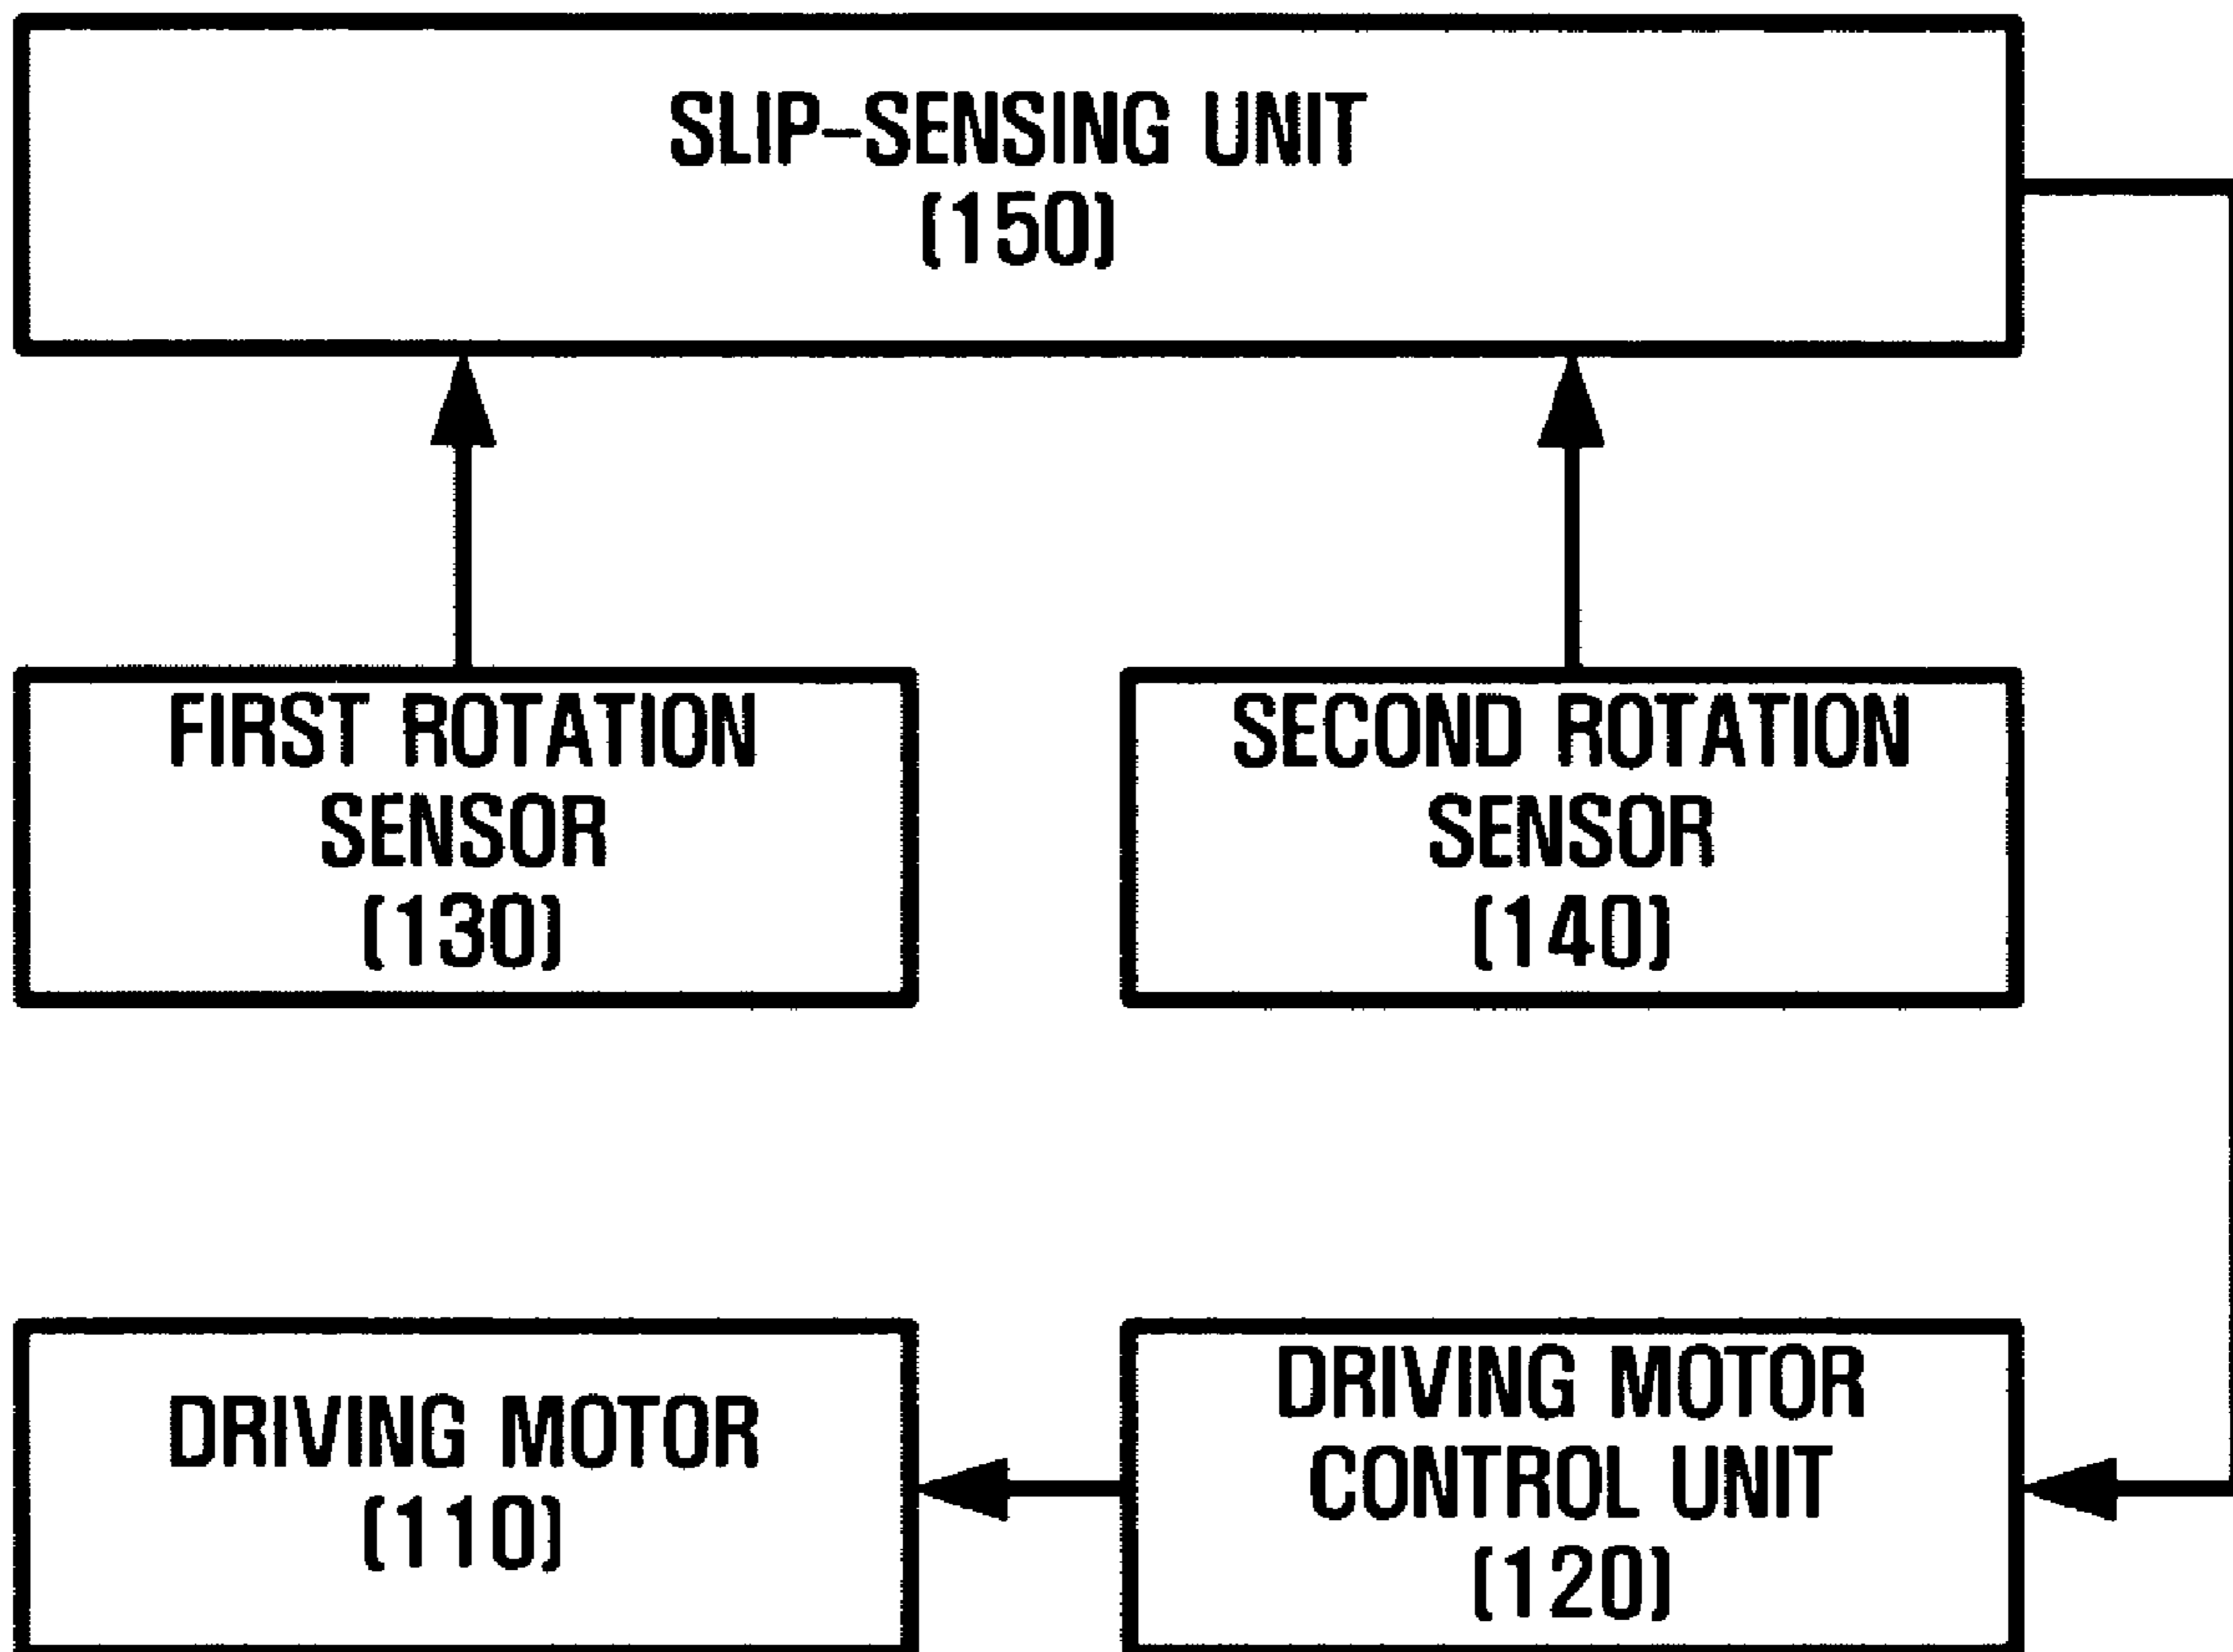 SLIP-SENSING UNIT
(150)
FIRST ROTATION
SENSOR
(130)
SECOND ROTATION
SENSOR
(140)
DRIVING MOTOR
(110)
DRIVING MOTOR
CONTROL UNIT
(120)